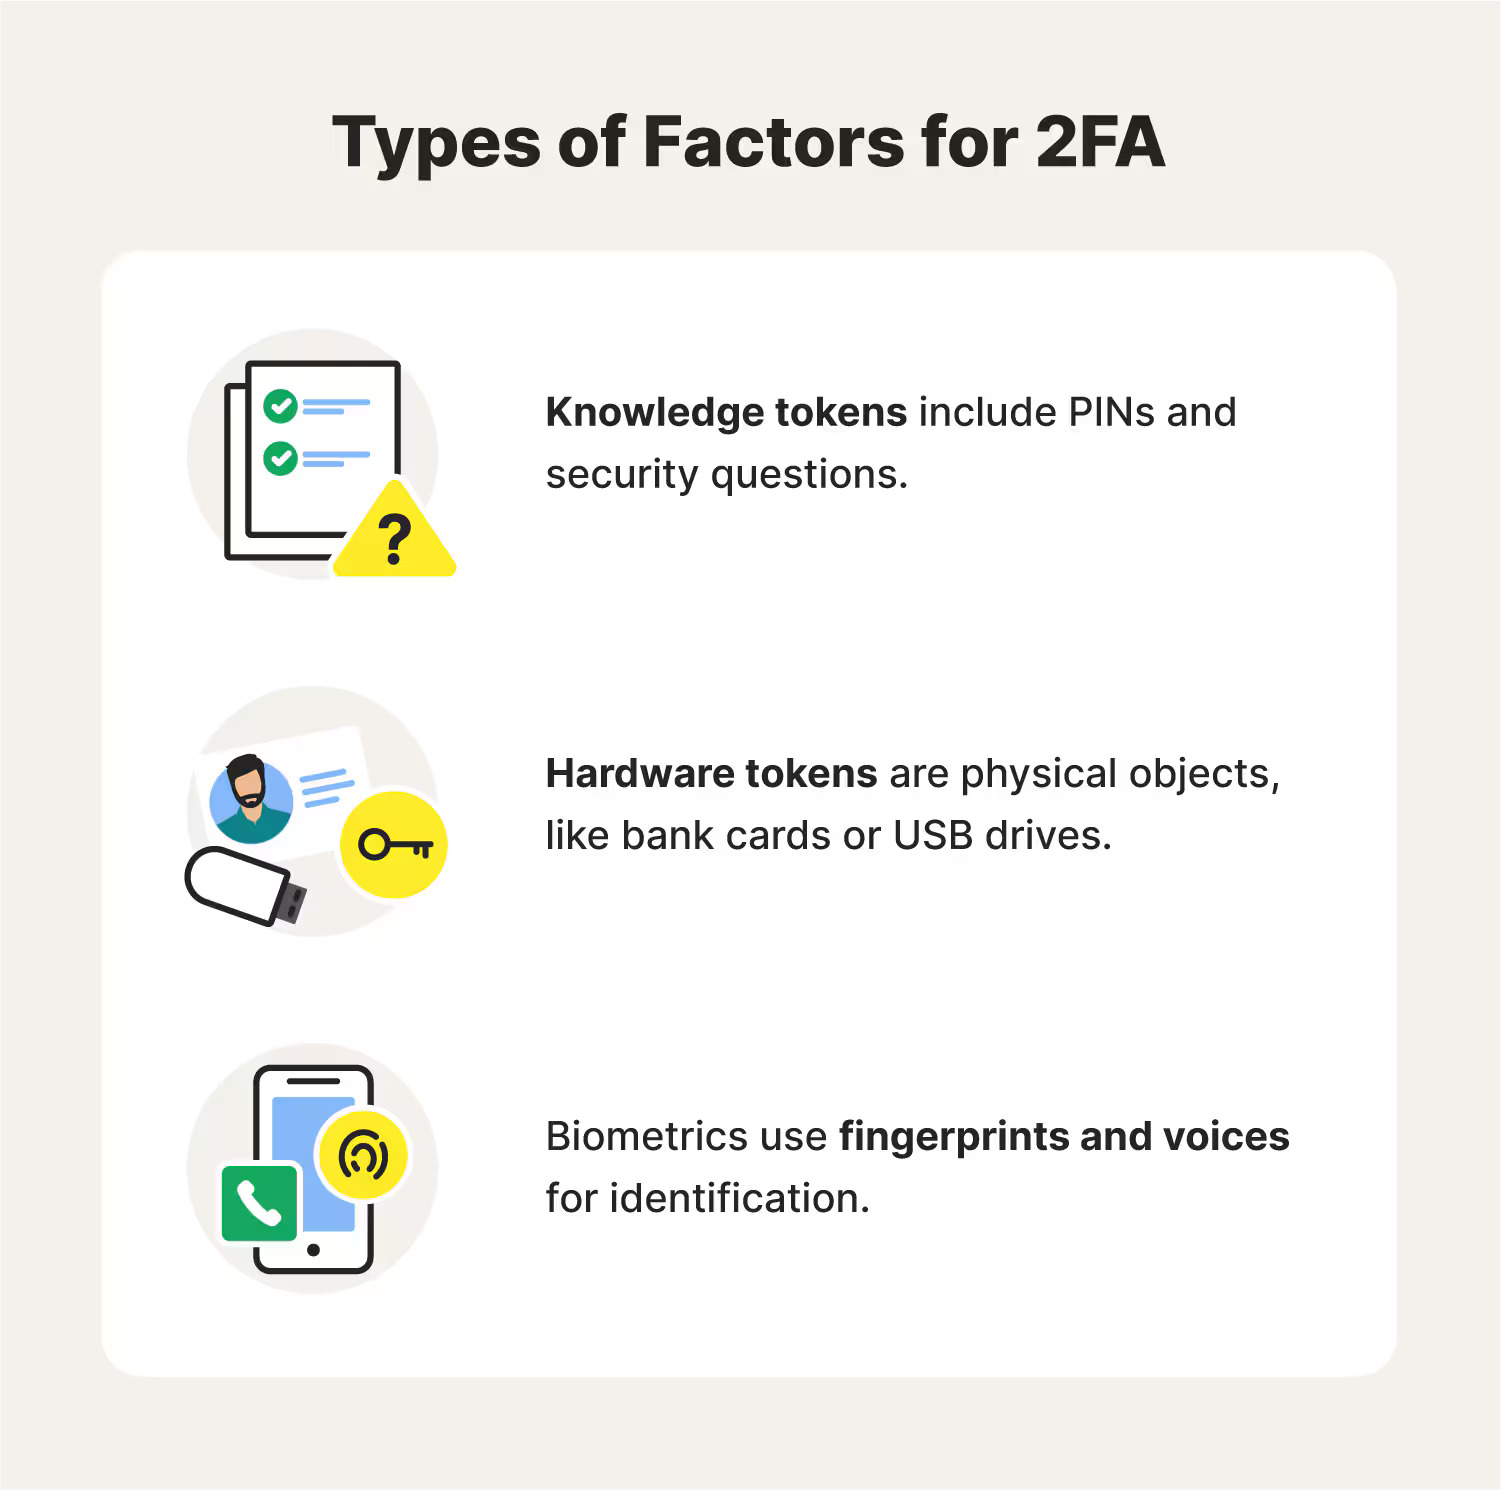 Types of Factors for 2FA
Knowledge tokens include PINs and
security questions.
Hardware tokens are physical objects,
like bank cards or USB drives.
Biometrics use fingerprints and voices
for identification.